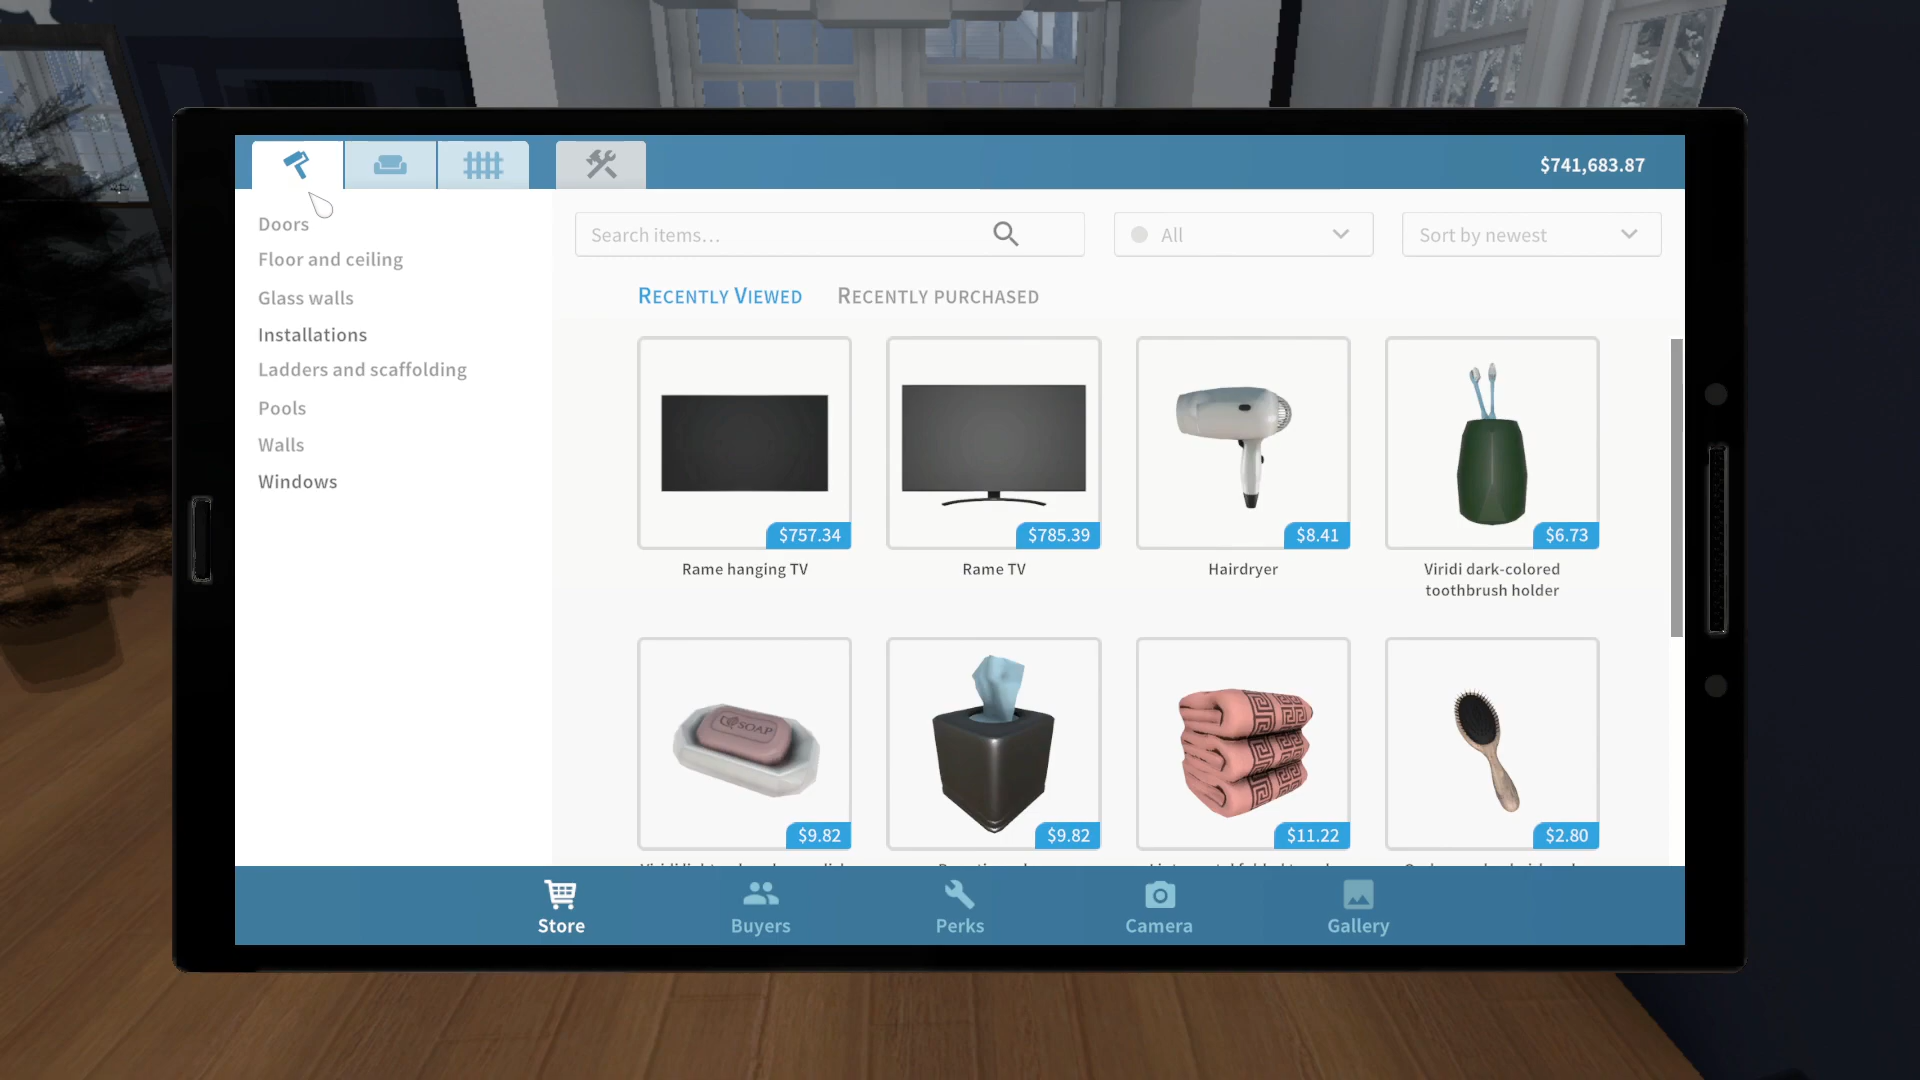 $741,683.87
Doors
Floor and ceiling
Glass walls
Installations
Ladders and scaffolding
Pools
Walls
Windows
Search items...
All
Sort by newest
RECENTLY VIEWED
RECENTLY PURCHASED
$757.34
$785.39
$8.41
$6.73
Rame hanging TV
Rame TV
Hairdryer
Viridi dark-colored
toothbrush holder
SOAP
$9.82
$9.82
$11.22
$2.80
Store
Buyers
Perks
Camera
Gallery